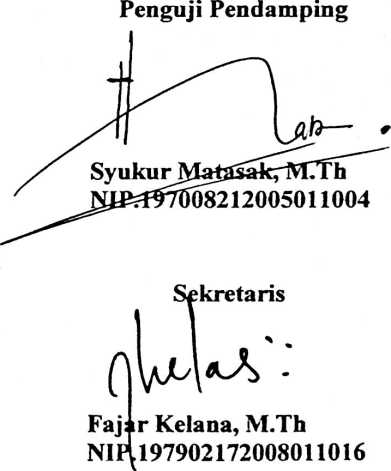 Penguji Pendamping
Syukur Matasak, M.Th
NIP.197008212005011004
Sekretaris
Fajar Kelana, M.Th
NIP.197902172008011016